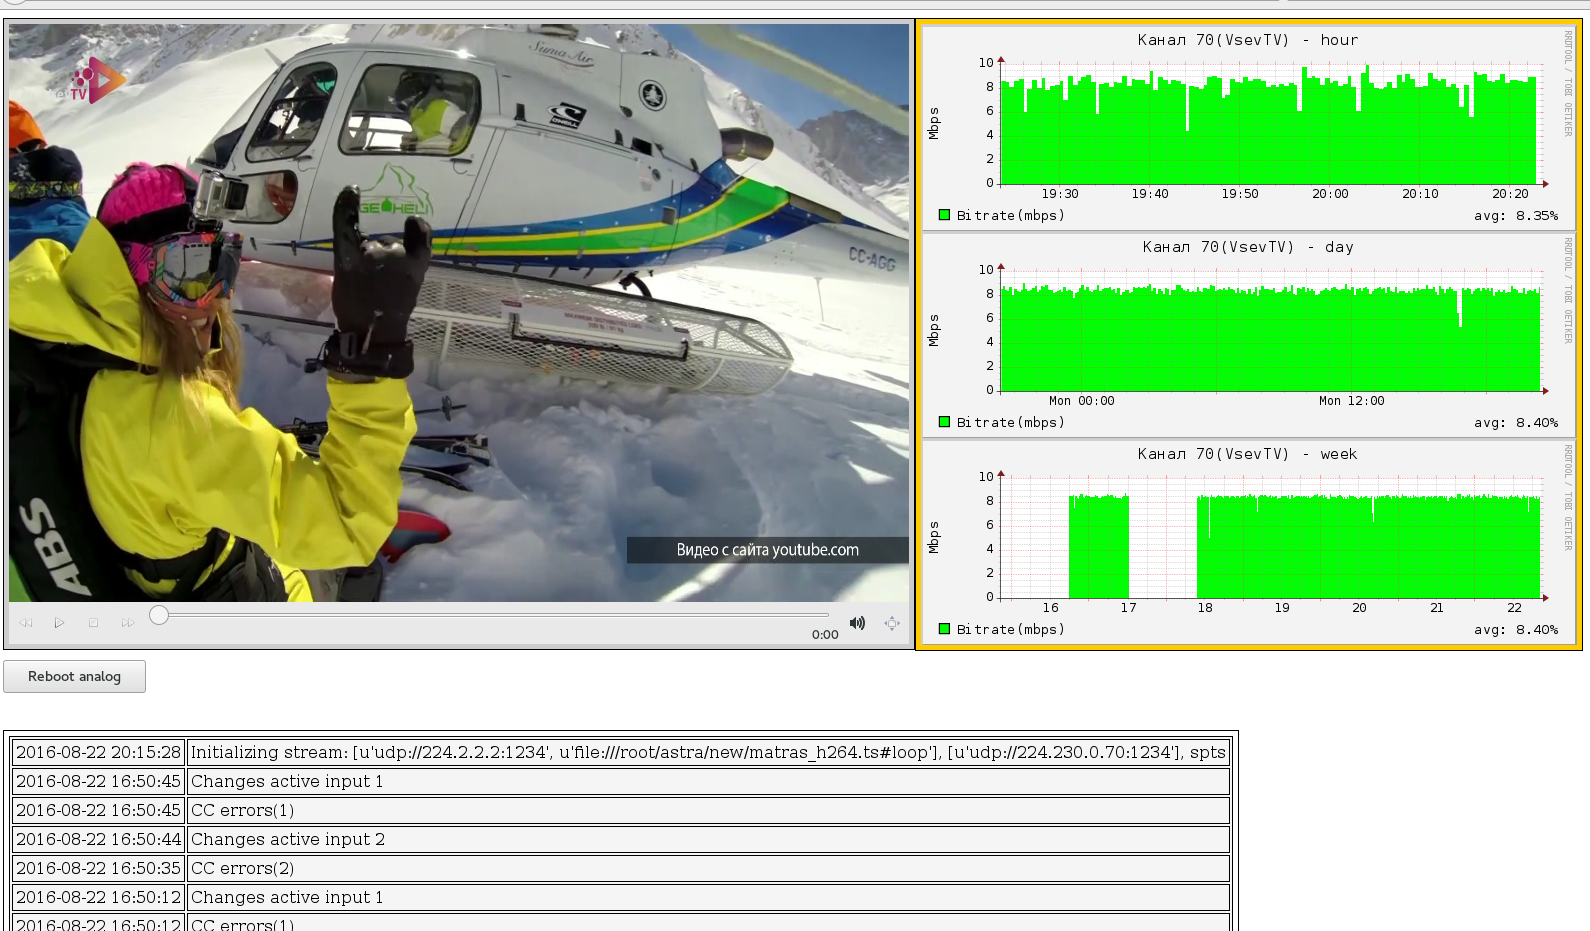 TV
Suma Air
O'NEILL
GEOHELI
CC-AGG
ABS
Видео с сайта youtube.com
0:00
Канал 70(VsevTV) - hour
Mbps
10
8
6
4
2
0
19:30 19:40 19:50 20:00 20:10 20:20
Bitrate(mbps) avg: 8.35%
RRDTOOL / TOBI OETIKER
Канал 70(VsevTV) - day
Mbps
10
8
6
4
2
0
Mon 00:00 Mon 12:00
Bitrate(mbps) avg: 8.40%
RRDTOOL / TOBI OETIKER
Канал 70(VsevTV) - week
Mbps
10
8
6
4
2
0
16 17 18 19 20 21 22
Bitrate(mbps) avg: 8.40%
RRDTOOL / TOBI OETIKER
Reboot analog
2016-08-22 20:15:28 Initializing stream: [u'udp://224.2.2.2:1234', u'file:///root/astra/new/matras_h264.ts#loop'], [u'udp://224.230.0.70:1234'], spts
2016-08-22 16:50:45 Changes active input 1
2016-08-22 16:50:45 CC errors(1)
2016-08-22 16:50:44 Changes active input 2
2016-08-22 16:50:35 CC errors(2)
2016-08-22 16:50:12 Changes active input 1
2016-08-22 16:50:12 CC errors(1)